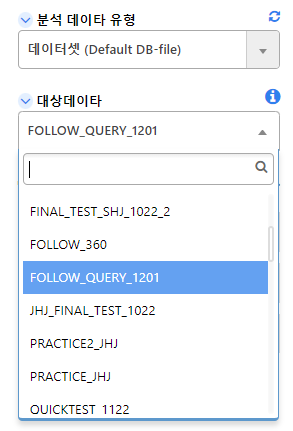 분석 데이타 유형
데이터셋 (Default DB-file)
대상데이타
FOLLOW_QUERY_1201
FINAL_TEST_SHJ_1022_2
FOLLOW_360
FOLLOW_QUERY_1201
JHJ_FINAL_TEST_1022
PRACTICE2_JHJ
PRACTICE_JHJ
QUICKTEST_1122